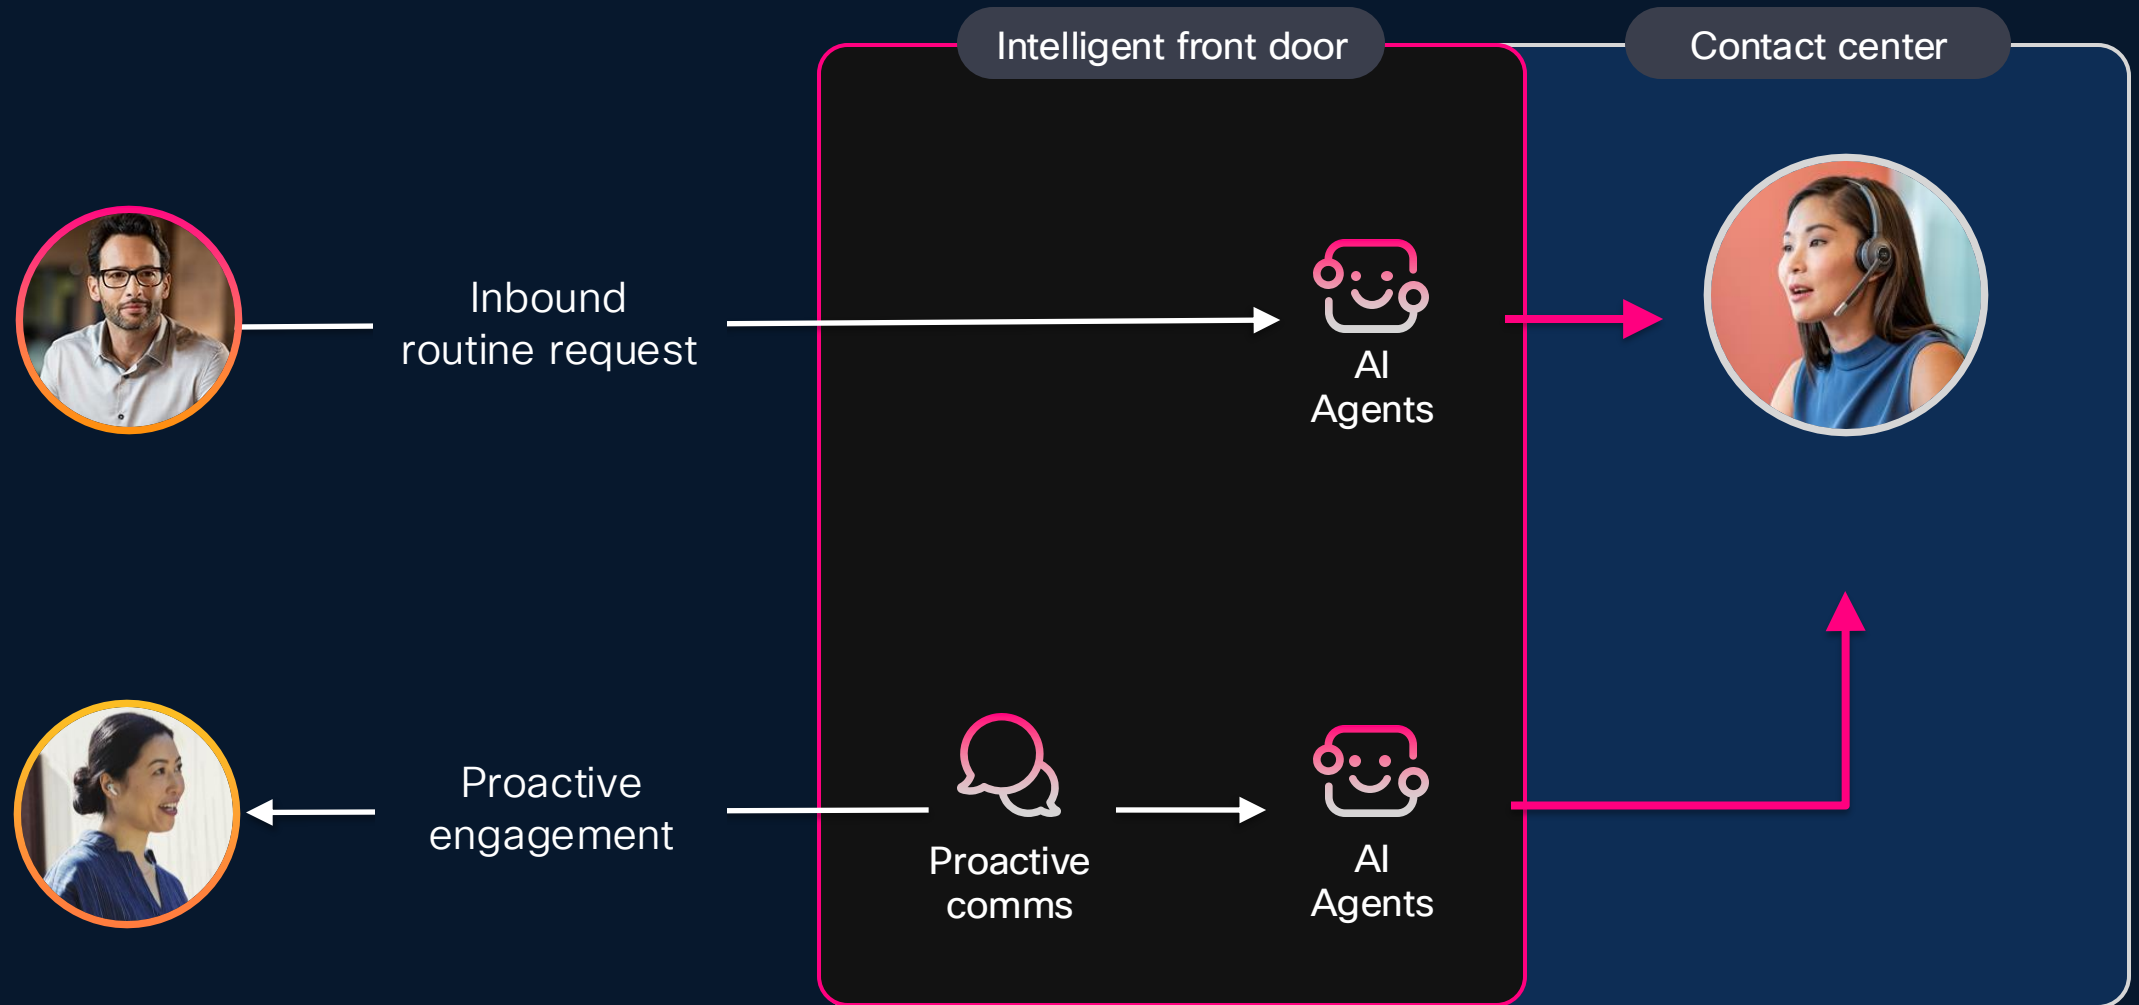 Intelligent front door
Contact center
Inbound
routine request
AI
Agents
Proactive
engagement
Proactive
comms
AI
Agents